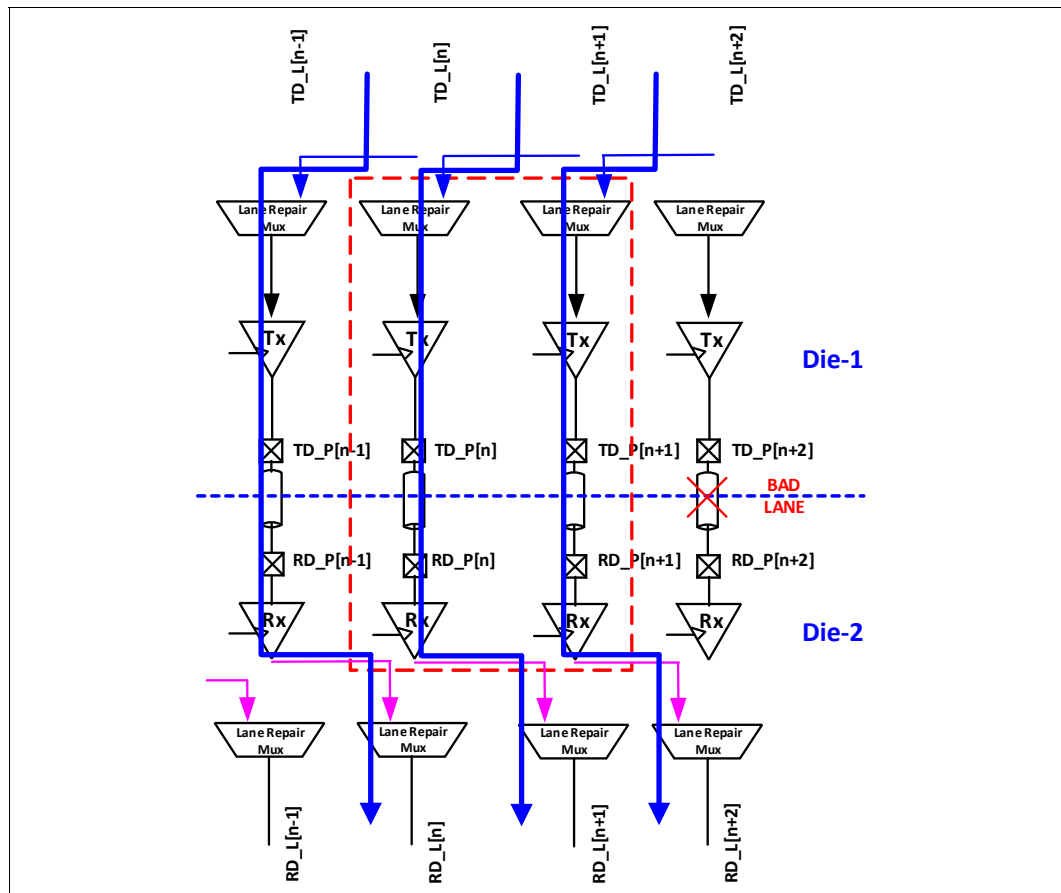 TD_L[n-1]
TD_L[n]
TD_L[n+1]
TD_L[n+2]
Lane Repair
Mux
Lane Repair
Mux
Lane Repair
Mux
Lane Repair
Mux
Tx
Tx
Tx
Tx
Die-1
TD_P[n-1]
TD_P[n]
TD_P[n+1]
TD_P[n+2]
BAD
LANE
RD_P[n-1]
RD_P[n]
RD_P[n+1]
RD_P[n+2]
Rx
Rx
Rx
Rx
Die-2
Lane Repair
Mux
Lane Repair
Mux
Lane Repair
Mux
Lane Repair
Mux
RD_L[n-1]
RD_L[n]
RD_L[n+1]
RD_L[n+2]